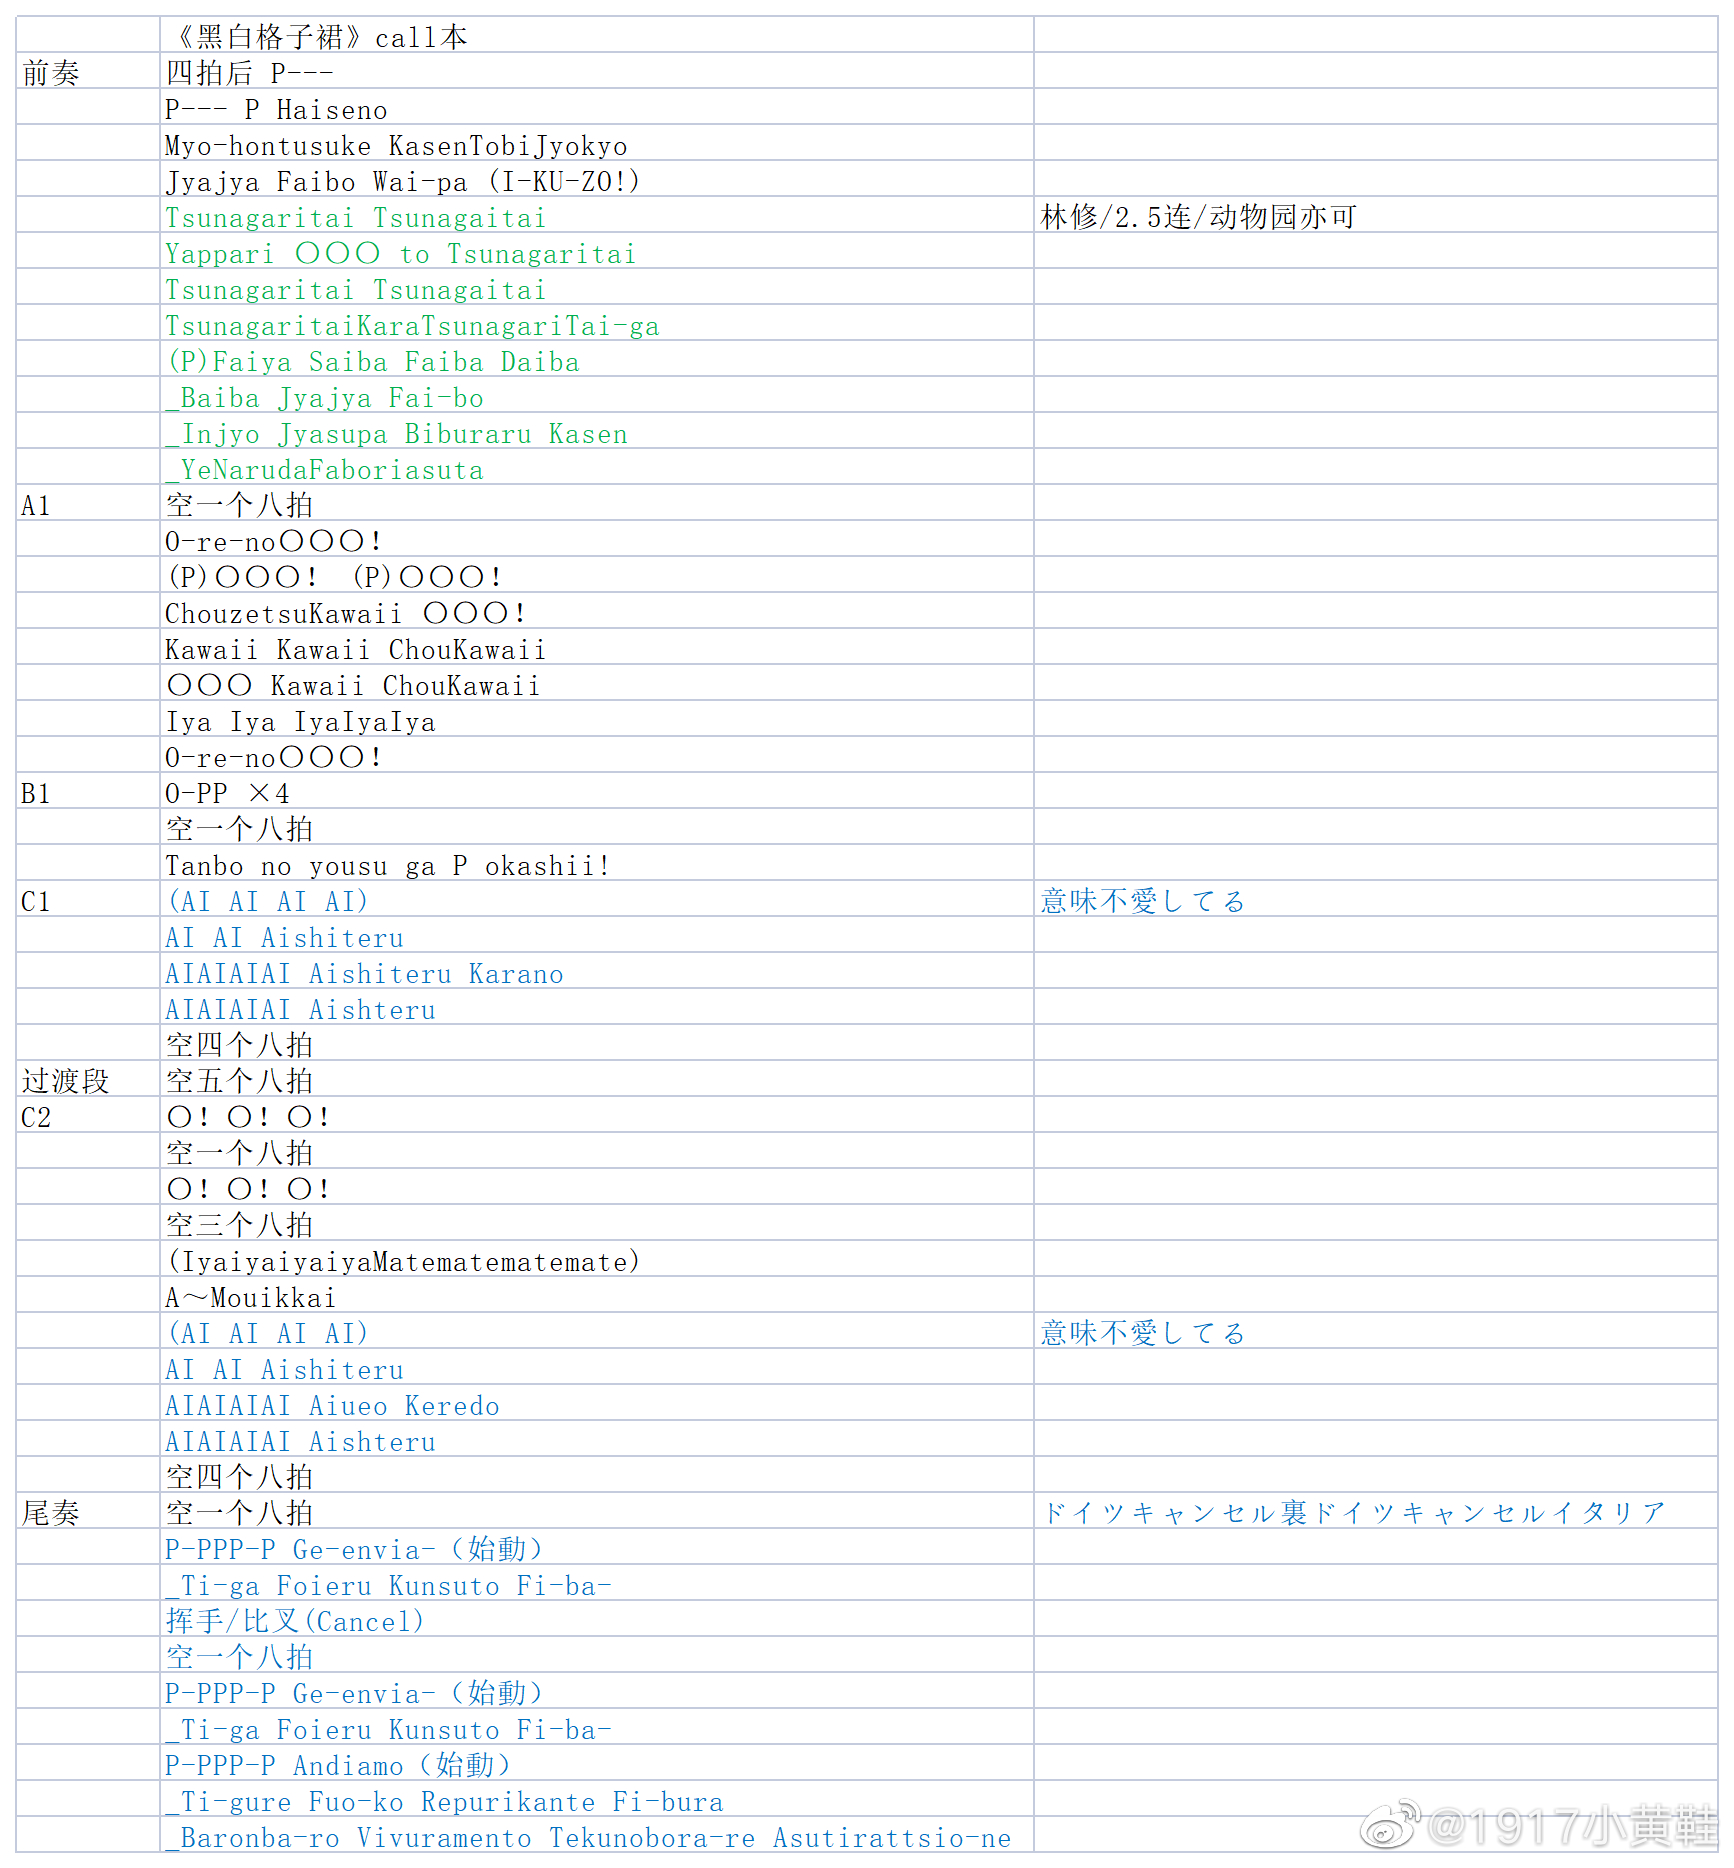 《黑白格子裙》call本
前奏 四拍后 P---
P--- P Haiseno
Myo-hontusuke KasenTobiJyokyo
Jyajya Faibo Wai-pa (I-KU-ZO!)
Tsunagaritai Tsunagaitai 林修/2.5连/动物园亦可
Yappari 〇〇〇 to Tsunagaritai
Tsunagaritai Tsunagaitai
TsunagaritaiKaraTsunagariTai-ga
(P)Faiya Saiba Faiba Daiba
_Baiba Jyajya Fai-bo
_Injyo Jyasupa Biburaru Kasen
_YeNarudaFaboriasuta
A1 空一个八拍
O-re-no〇〇〇!
(P)〇〇〇! (P)〇〇〇!
ChouzetsuKawaii 〇〇〇!
Kawaii Kawaii ChouKawaii
〇〇〇 Kawaii ChouKawaii
Iya Iya IyaIyaIya
O-re-no〇〇〇!
B1 O-PP ×4
空一个八拍
Tanbo no yousu ga P okashii!
C1 (AI AI AI AI) 意味不愛してる
AI AI Aishiteru
AIAIAIAI Aishiteru Karano
AIAIAIAI Aishteru
空四个八拍
过渡段 空五个八拍
C2 〇! 〇! 〇!
空一个八拍
〇! 〇! 〇!
空三个八拍
(IyaiyaiyaiyaMatematematemate)
A～Mouikkai
(AI AI AI AI) 意味不愛してる
AI AI Aishiteru
AIAIAIAI Aiueo Keredo
AIAIAIAI Aishteru
空四个八拍
尾奏 空一个八拍 ドイツキャンセル裏ドイツキャンセルイタリア
P-PPP-P Ge-envia-（始動）
_Ti-ga Foieru Kunsuto Fi-ba-
挥手/比叉(Cancel)
空一个八拍
P-PPP-P Ge-envia-（始動）
_Ti-ga Foieru Kunsuto Fi-ba-
P-PPP-P Andiamo（始動）
_Ti-gure Fuo-ko Repurikante Fi-bura
_Baronba-ro Vivuramento Tekunobora-re Asutirattsio-ne
@1917小黄鞋